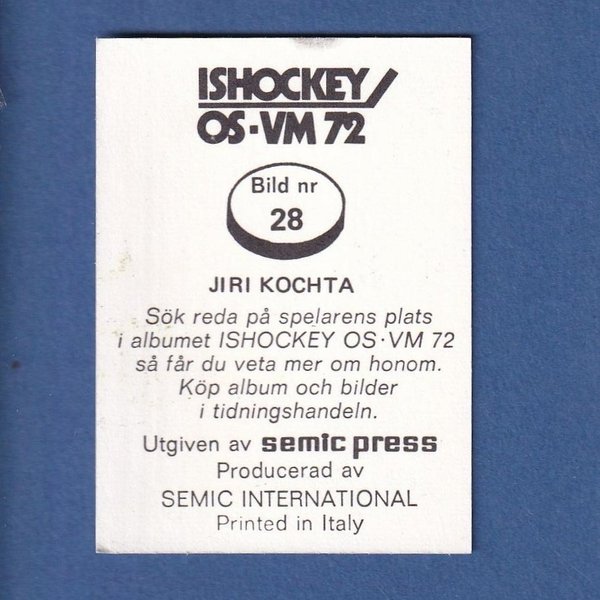 ISHOCKEY
OS·VM 72
Bild nr
28
JIRI KOCHTA
Sök reda på spelarens plats
i albumet ISHOCKEY OS·VM 72
så får du veta mer om honom.
Köp album och bilder
i tidningshandeln.
Utgiven av semic press
Producerad av
SEMIC INTERNATIONAL
Printed in Italy